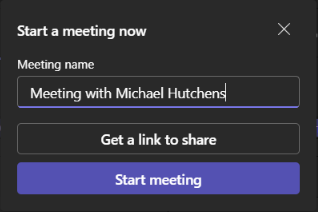 Start a meeting now
Meeting name
Meeting with Michael Hutchens
Get a link to share
Start meeting